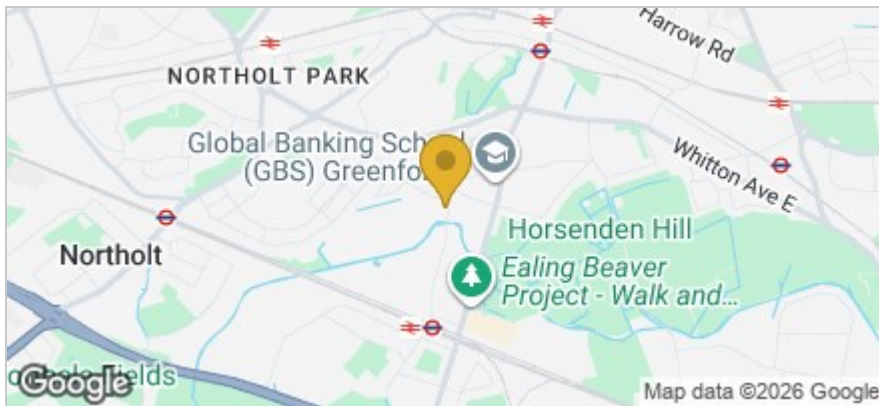 Harrow Rd
NORTHOLT PARK
Global Banking School
(GBS) Greenford
Whitton Ave E
Horsenden Hill
Northolt
Ealing Beaver
Project - Walk and...
Fields
Google
Map data ©2026 Google